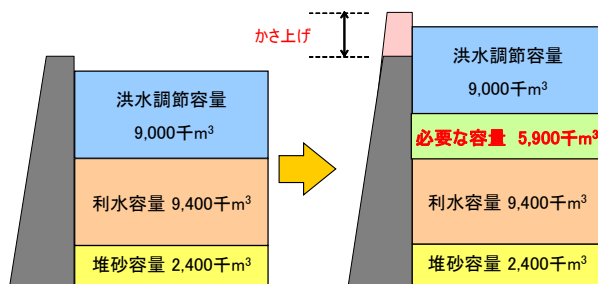 かさ上げ
洪水調節容量
9,000千m³
利水容量 9,400千m³
堆砂容量 2,400千m³
洪水調節容量
9,000千m³
必要な容量 5,900千m³
利水容量 9,400千m³
堆砂容量 2,400千m³